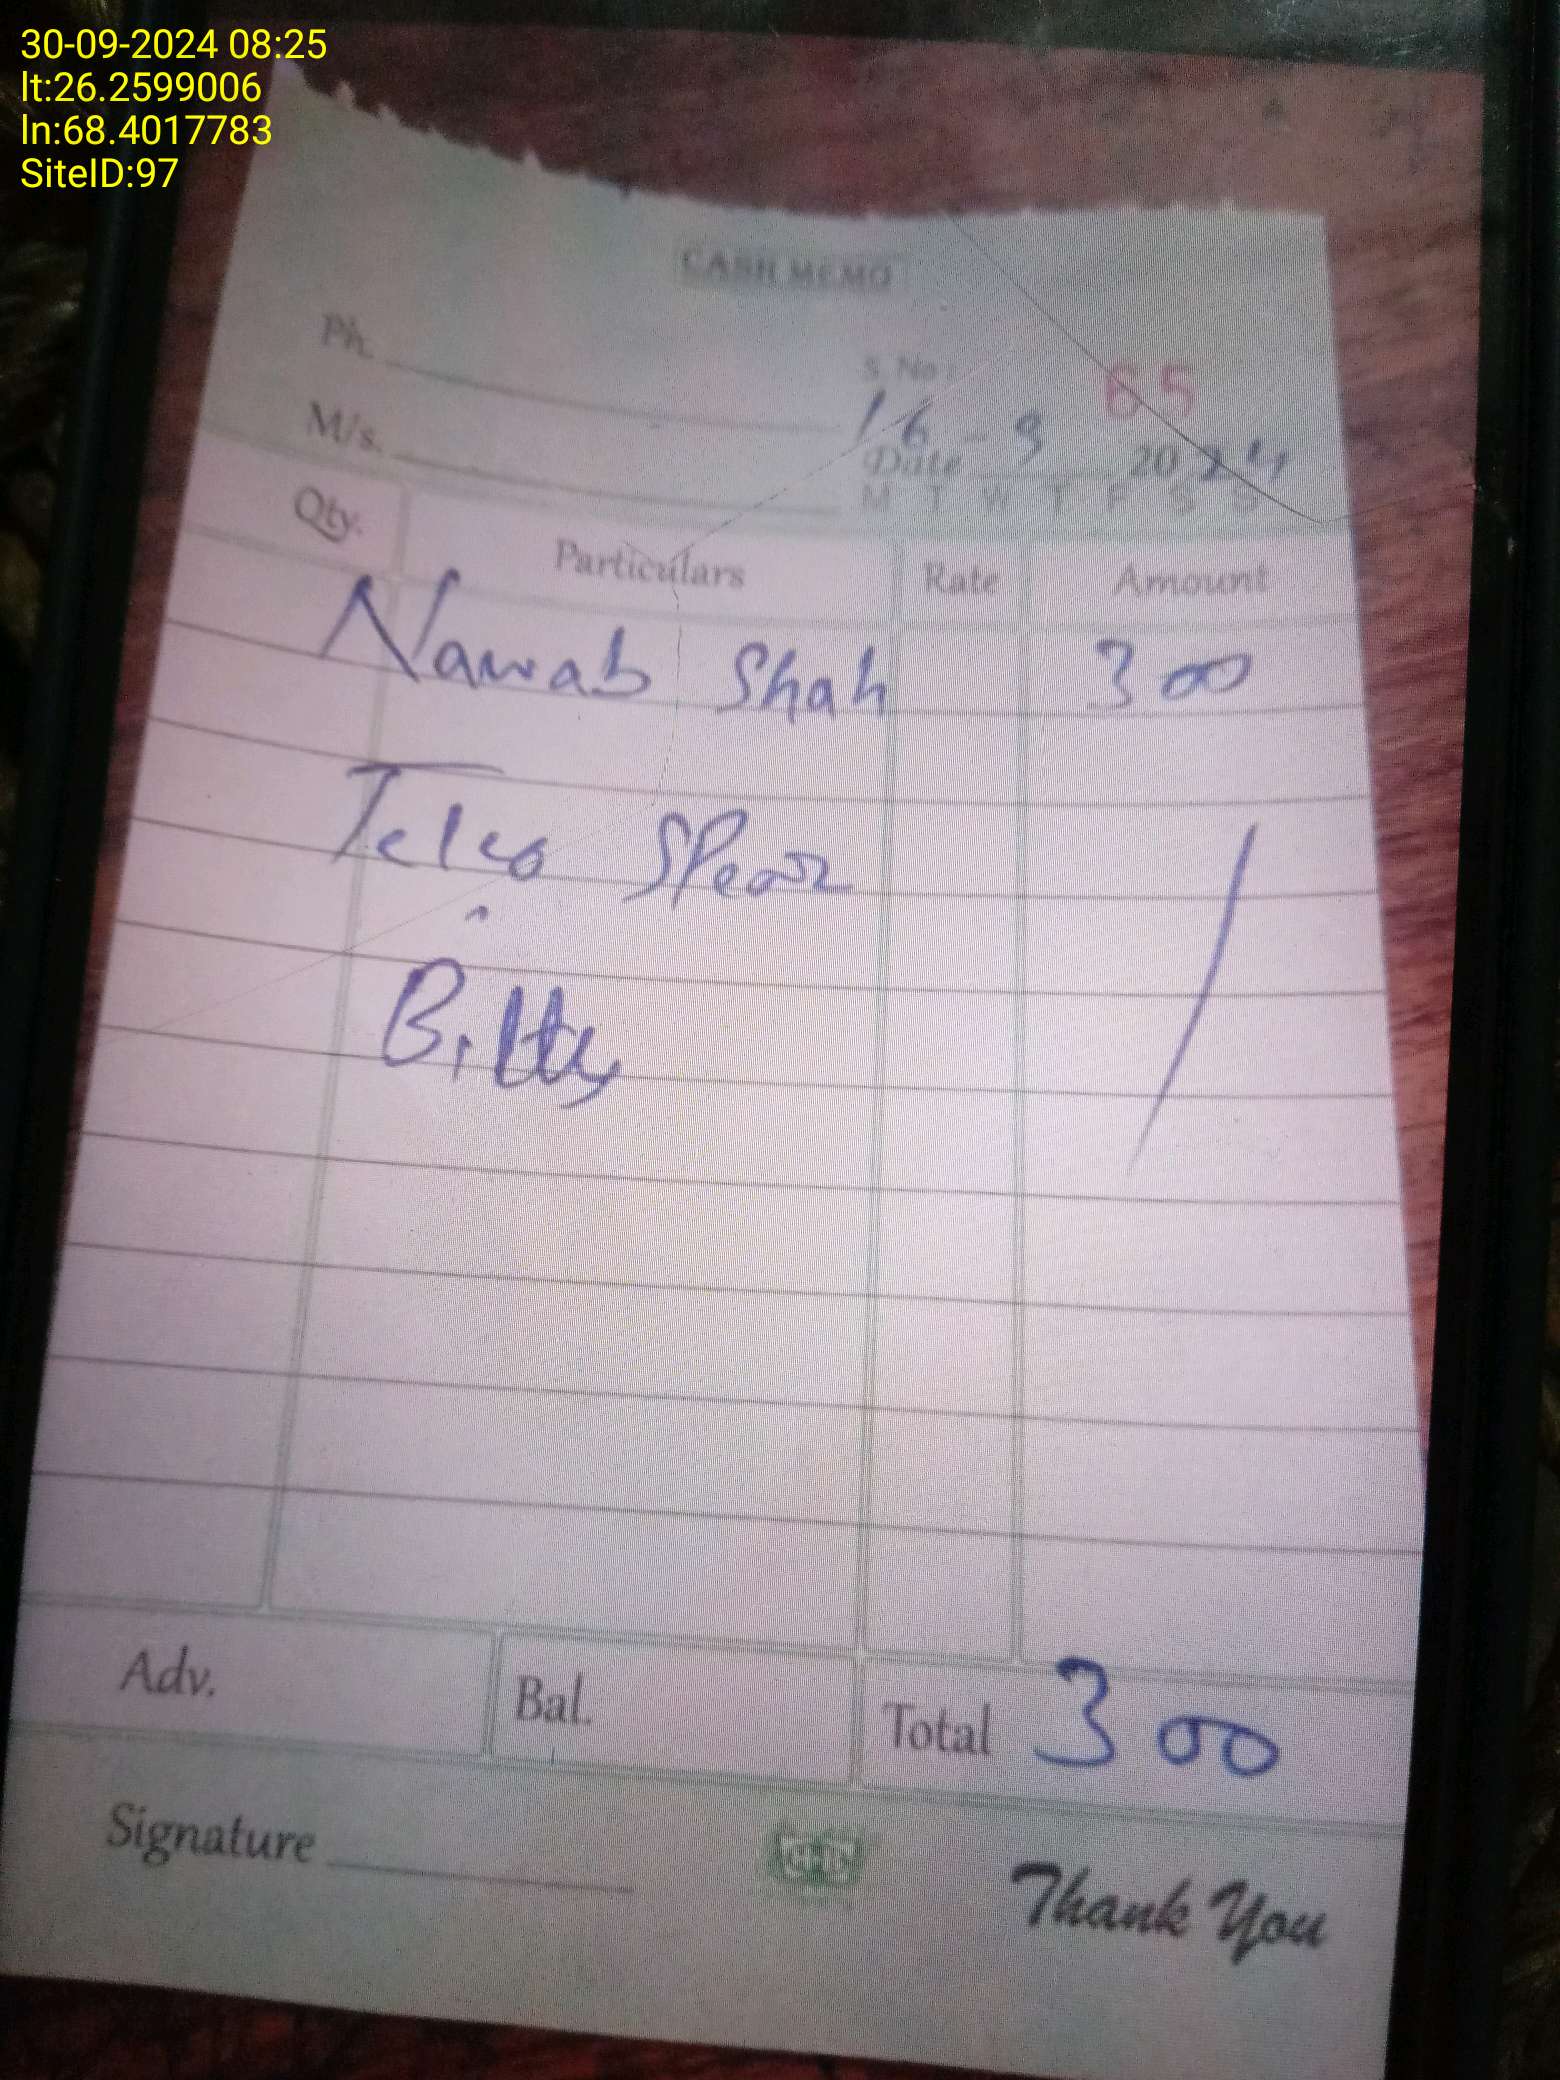 30-09-2024 08:25
lt:26.2599006
ln:68.4017783
SiteID:97
CASH MEMO
Ph.
S. No : 65
M/s.
Date 16-9 2024
M T W T F S S
Qty. Particulars Rate Amount
Nawab Shah 300
Telco Spear
Bilty
Adv. Bal. Total 300
Signature
Thank You